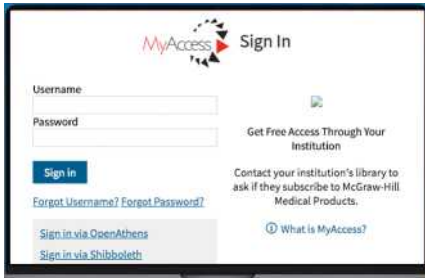 MyAccess Sign In
Username
Password
Sign in
Forgot Username? Forgot Password?
Sign in via OpenAthens
Sign in via Shibboleth
Get Free Access Through Your
Institution
Contact your institution's library to
ask if they subscribe to McGraw-Hill
Medical Products.
What is MyAccess?